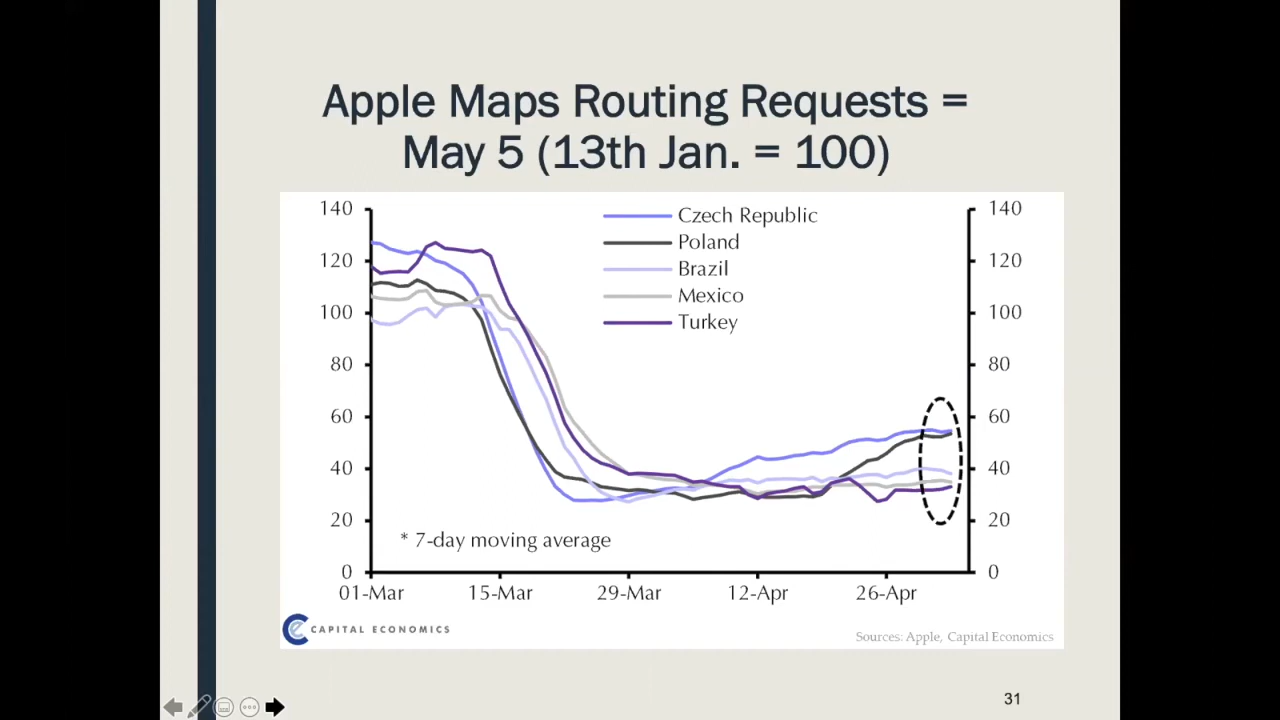 Apple Maps Routing Requests =
May 5 (13th Jan. = 100)
140
120
100
80
60
40
20
0
Czech Republic
Poland
Brazil
Mexico
Turkey
140
120
100
80
60
40
20
0
* 7-day moving average
01-Mar
15-Mar
29-Mar
12-Apr
26-Apr
CAPITAL ECONOMICS
Sources: Apple, Capital Economics
31